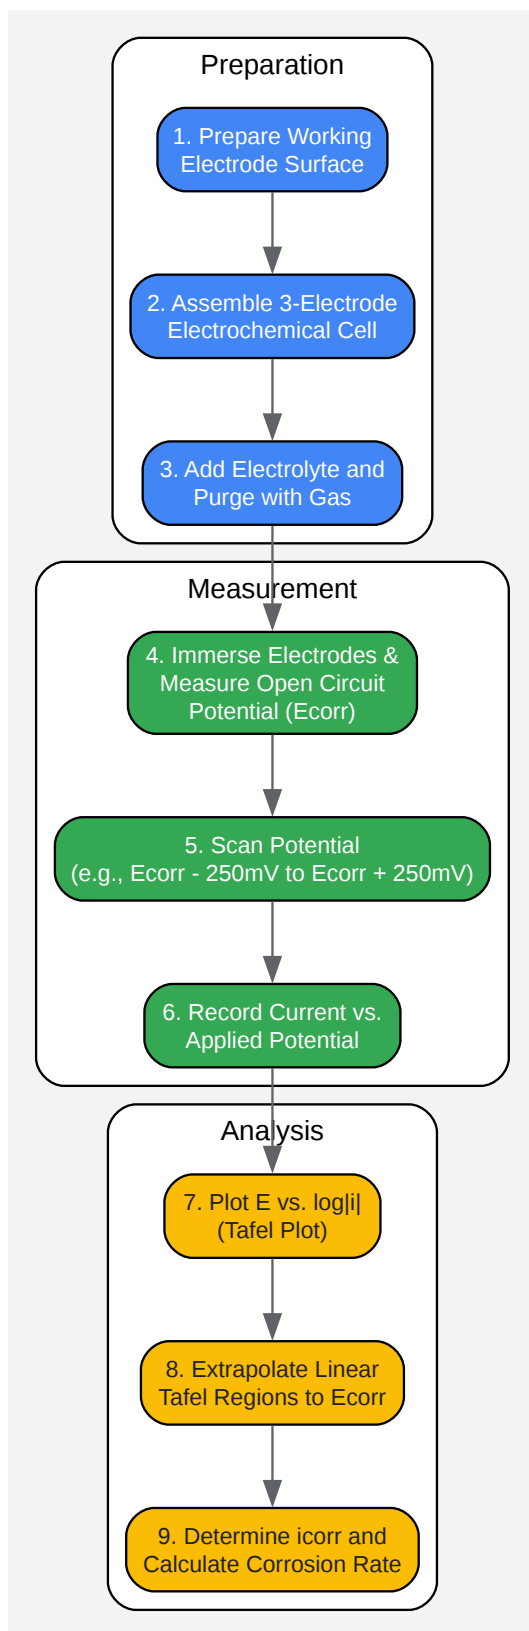 Preparation
1. Prepare Working
Electrode Surface
2. Assemble 3-Electrode
Electrochemical Cell
3. Add Electrolyte and
Purge with Gas
Measurement
4. Immerse Electrodes &
Measure Open Circuit
Potential (Ecorr)
5. Scan Potential
(e.g., Ecorr - 250mV to Ecorr + 250mV)
6. Record Current vs.
Applied Potential
Analysis
7. Plot E vs. log|i|
(Tafel Plot)
8. Extrapolate Linear
Tafel Regions to Ecorr
9. Determine icorr and
Calculate Corrosion Rate